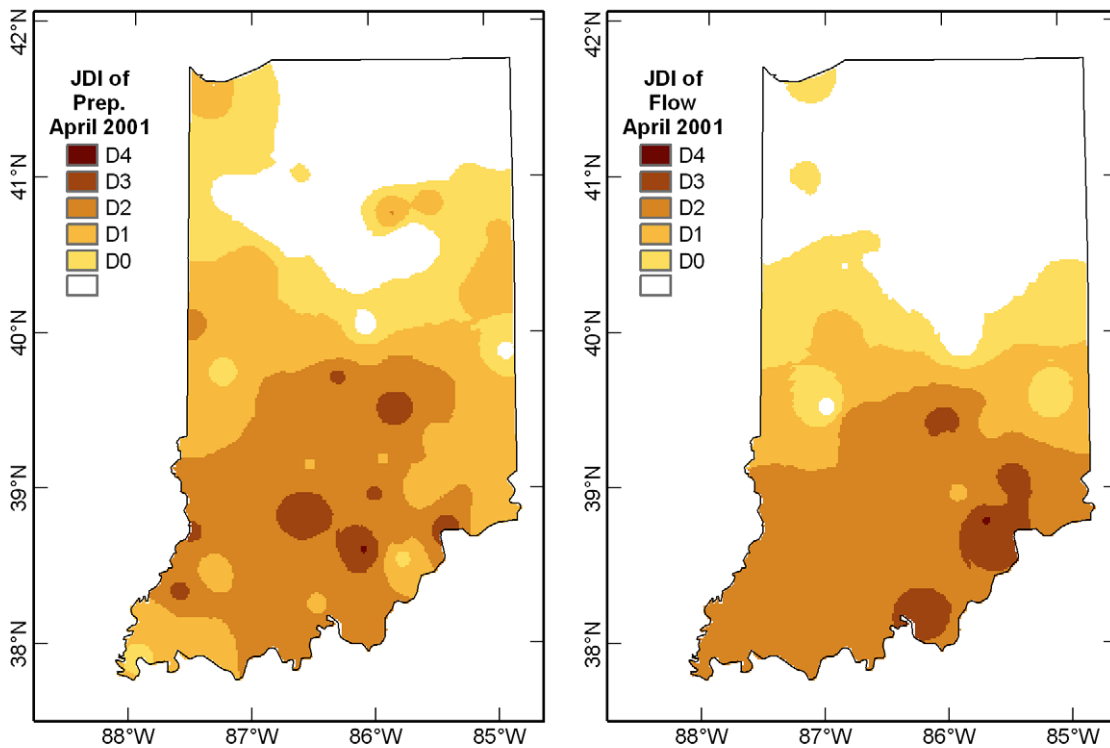 JDI of
Prep.
April 2001
D4
D3
D2
D1
D0
42°N
41°N
40°N
39°N
38°N
88°W
87°W
86°W
85°W
JDI of
Flow
April 2001
D4
D3
D2
D1
D0
42°N
41°N
40°N
39°N
38°N
88°W
87°W
86°W
85°W